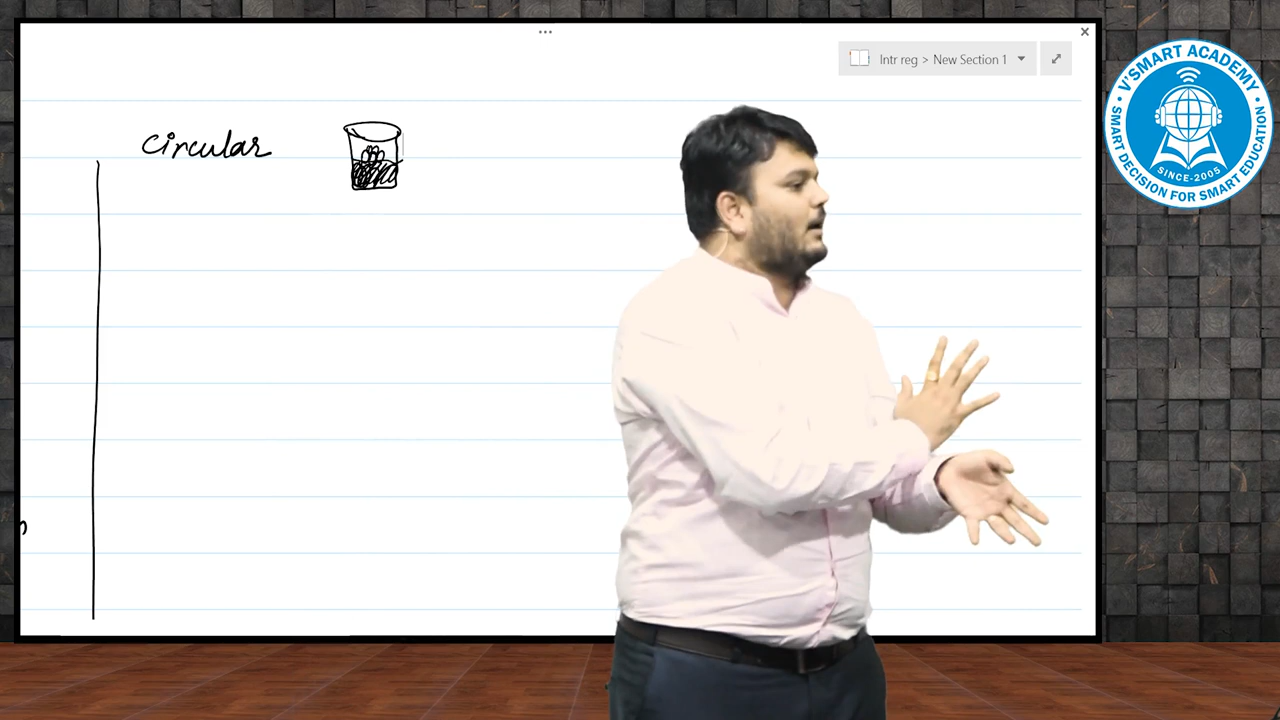 Intr reg > New Section 1
circular
V'SMART ACADEMY
SINCE-2005
SMART DECISION FOR SMART EDUCATION